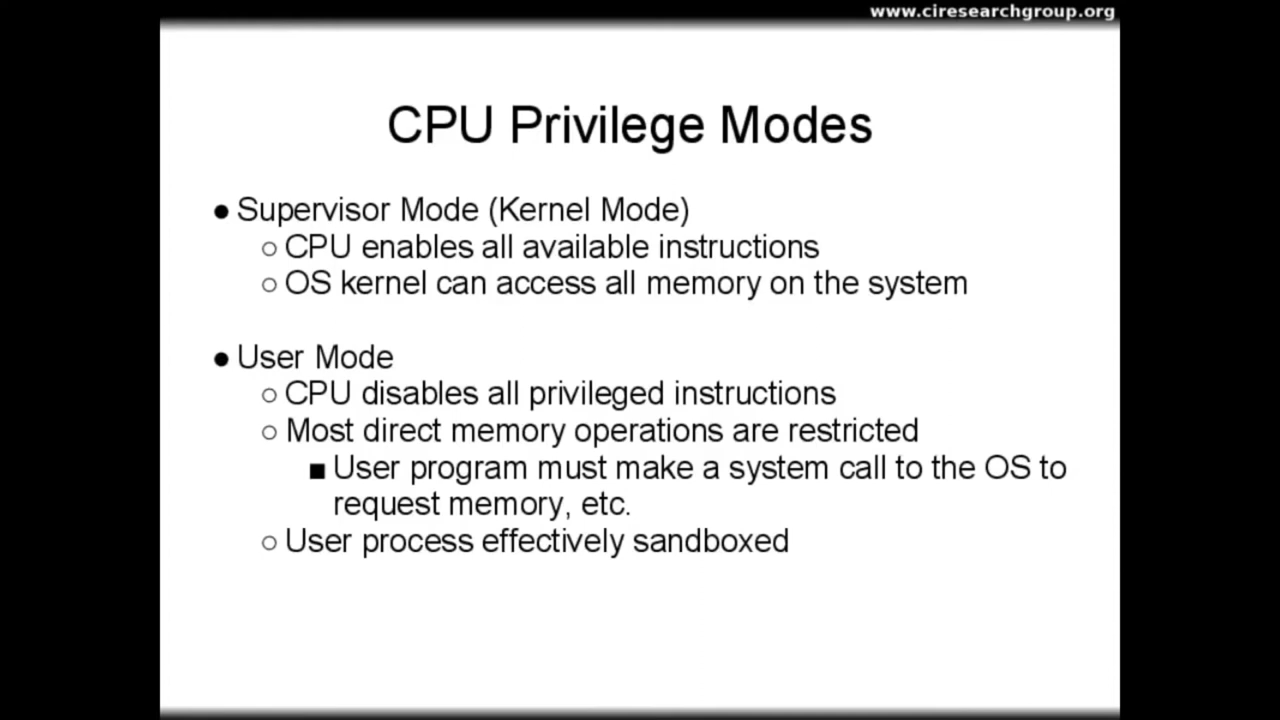 www.ciresearchgroup.org
CPU Privilege Modes
● Supervisor Mode (Kernel Mode)
○ CPU enables all available instructions
○ OS kernel can access all memory on the system
● User Mode
○ CPU disables all privileged instructions
○ Most direct memory operations are restricted
■ User program must make a system call to the OS to
request memory, etc.
○ User process effectively sandboxed